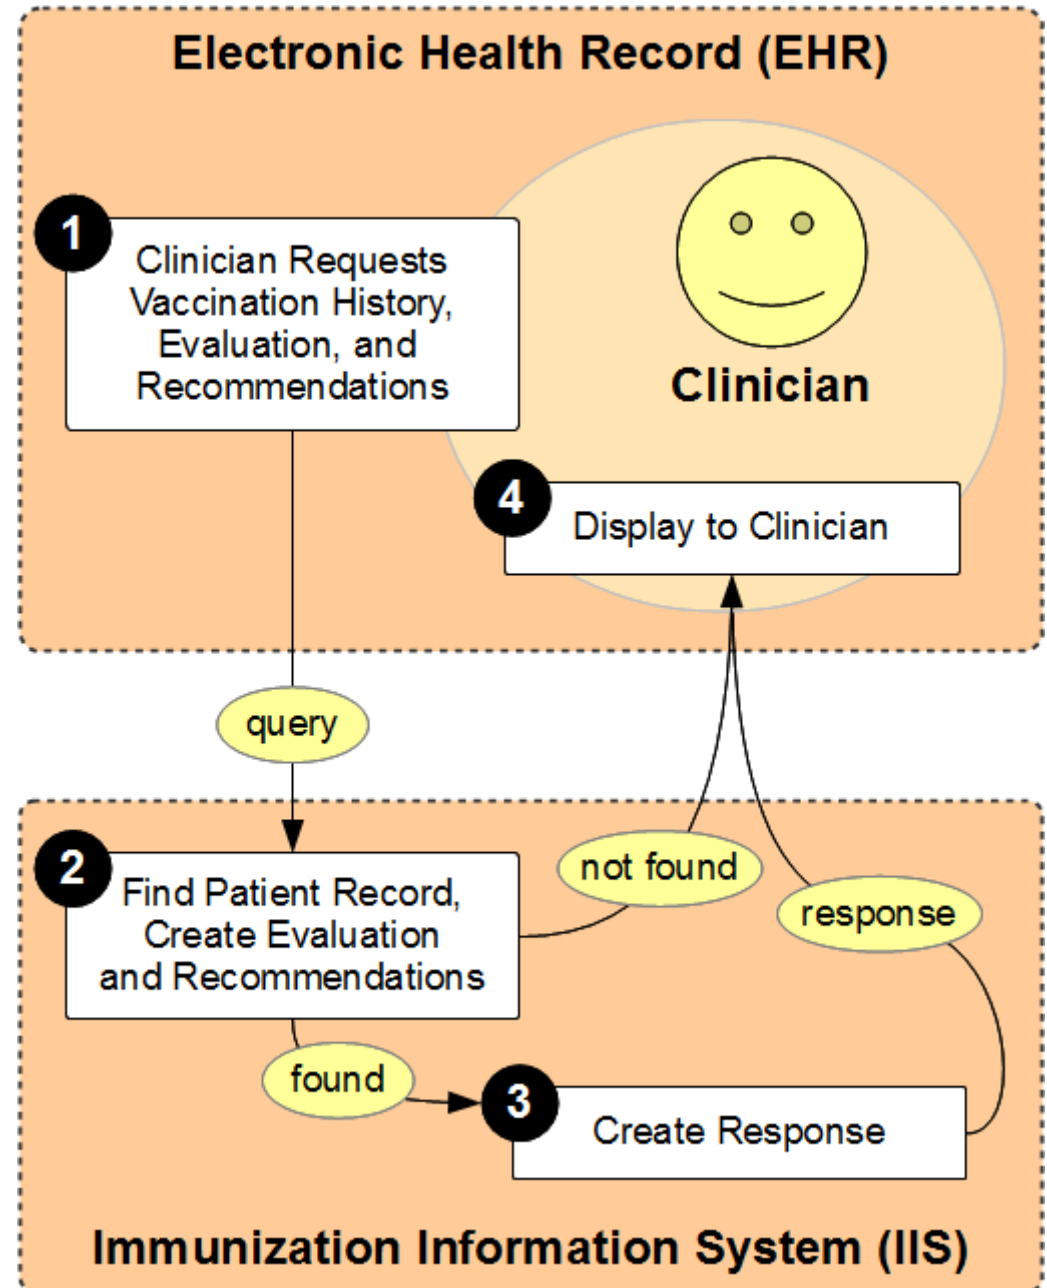 Electronic Health Record (EHR)
1
Clinician Requests
Vaccination History,
Evaluation, and
Recommendations
Clinician
4
Display to Clinician
query
2
Find Patient Record,
Create Evaluation
and Recommendations
not found
response
found
3
Create Response
Immunization Information System (IIS)